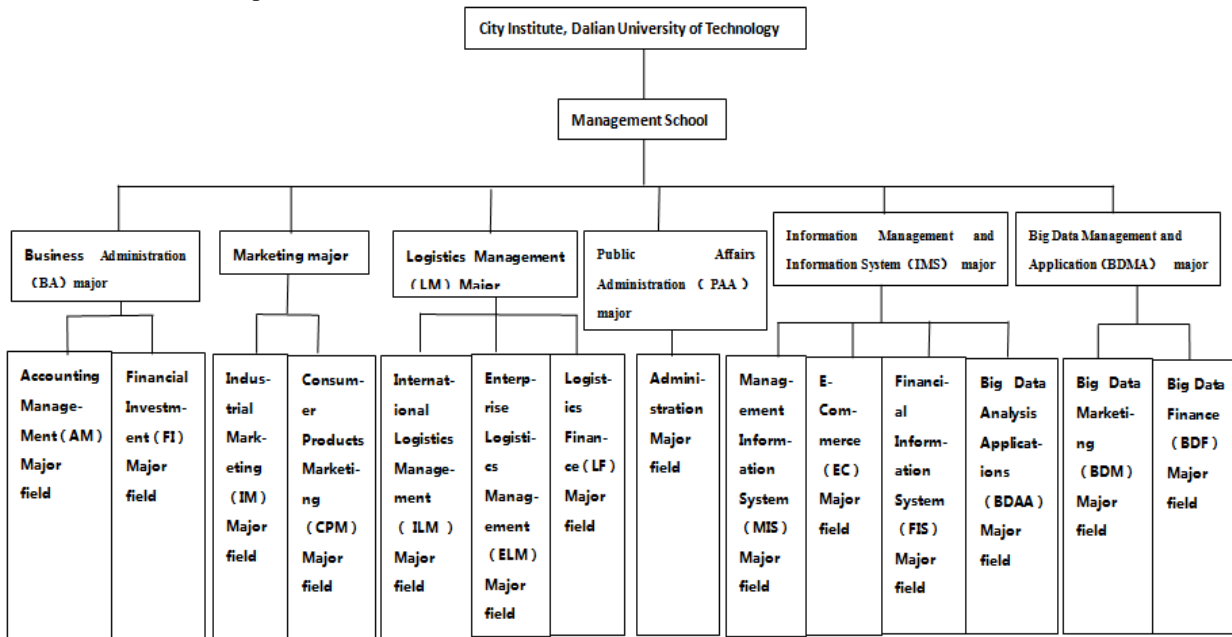 City Institute, Dalian University of Technology
Management School
Business Administration
（BA）major
Marketing major
Logistics Management
（LM）Major
Public Affairs
Administration（ PAA ）
major
Information Management and
Information System（IMS） major
Big Data Management and
Application（BDMA） major
Accounting
Manage-
Ment（AM）
Major
field
Financial
Investm-
ent（FI）
Major
field
Indus-
trial
Mark-
eting
（IM）
Major
field
Consum-
er
Products
Marketi-
ng
（CPM）
Major
field
Internat-
ional
Logistics
Manage-
ment
（ILM）
Major
field
Enterp-
rise
Logisti-
cs
Manag-
ement
（ELM）
Major
field
Logist-
ics
Finan-
ce（LF）
Major
field
Admini-
stration
Major
field
Manag-
ement
Inform-
ation
System
（MIS）
Major
field
E-
Comm-
erce
（EC）
Major
field
Financi-
al
Inform-
ation
System
（FIS）
Major
field
Big Data
Analysis
Applicat-
ions
（BDAA）
Major
field
Big Data
Marketi-
ng
（BDM）
Major
field
Big Data
Finance
（BDF）
Major
field